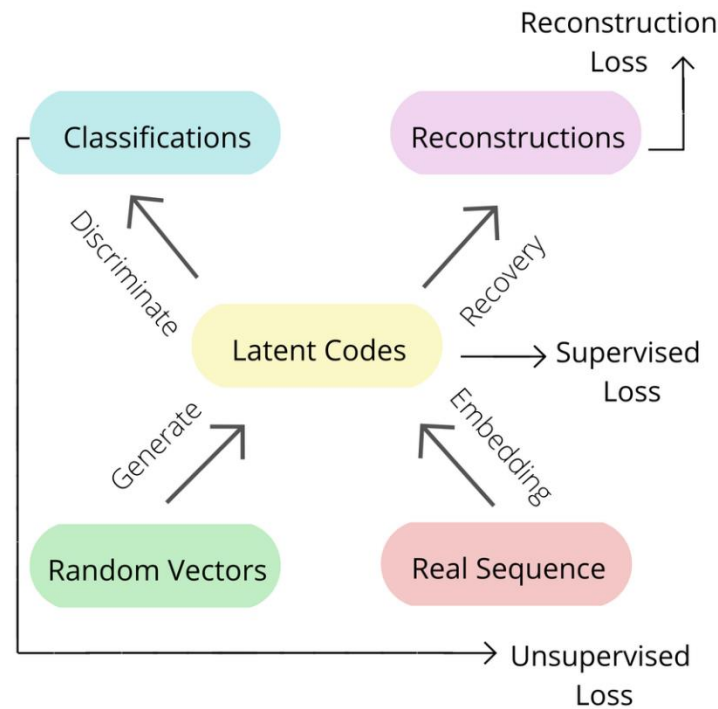 Reconstruction
Loss
Classifications
Reconstructions
Discriminate
Recovery
Latent Codes
Supervised
Loss
Generate
Embedding
Random Vectors
Real Sequence
Unsupervised
Loss